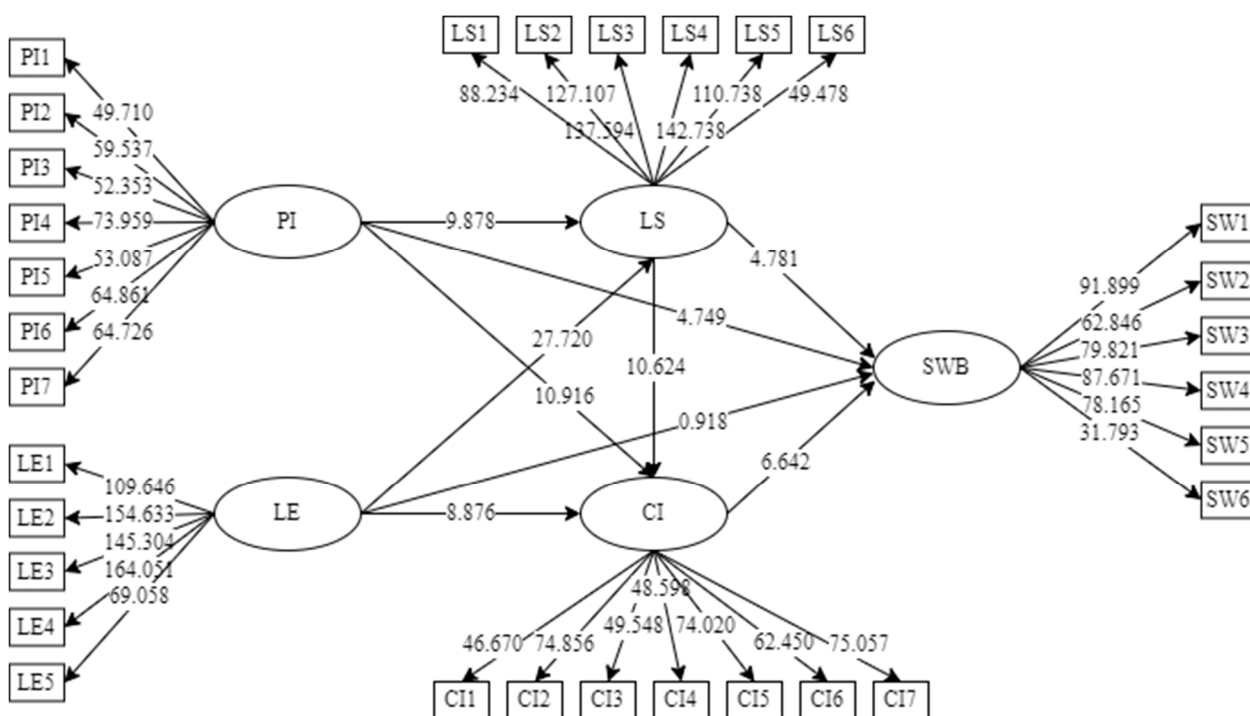 LS1 LS2 LS3 LS4 LS5 LS6
88.234 127.107 137.594 142.738 110.738 49.478
PI1
PI2
PI3
PI4
PI5
PI6
PI7
49.710
59.537
52.353
73.959
53.087
64.861
64.726
PI
9.878
LS
4.781
4.749
27.720
10.624
10.916
0.918
6.642
SWB
91.899
62.846
79.821
87.671
78.165
31.793
SW1
SW2
SW3
SW4
SW5
SW6
LE1
LE2
LE3
LE4
LE5
109.646
154.633
145.304
164.051
69.058
LE
8.876
CI
46.670 74.856 49.548 48.598 74.020 62.450 75.057
CI1 CI2 CI3 CI4 CI5 CI6 CI7